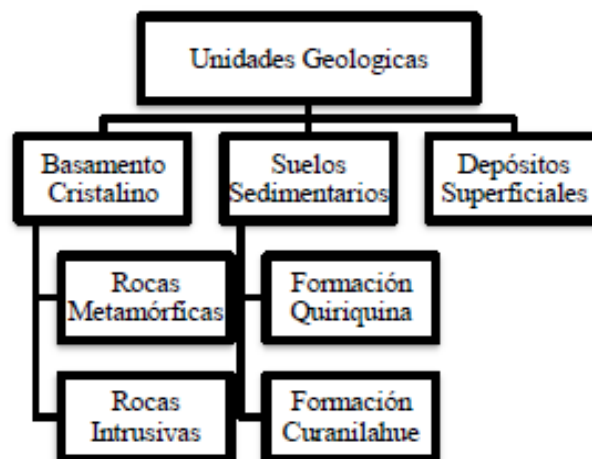 Unidades Geologicas
Basamento
Cristalino
Suelos
Sedimentarios
Depósitos
Superficiales
Rocas
Metamórficas
Formación
Quiriquina
Rocas
Intrusivas
Formación
Curanilahue